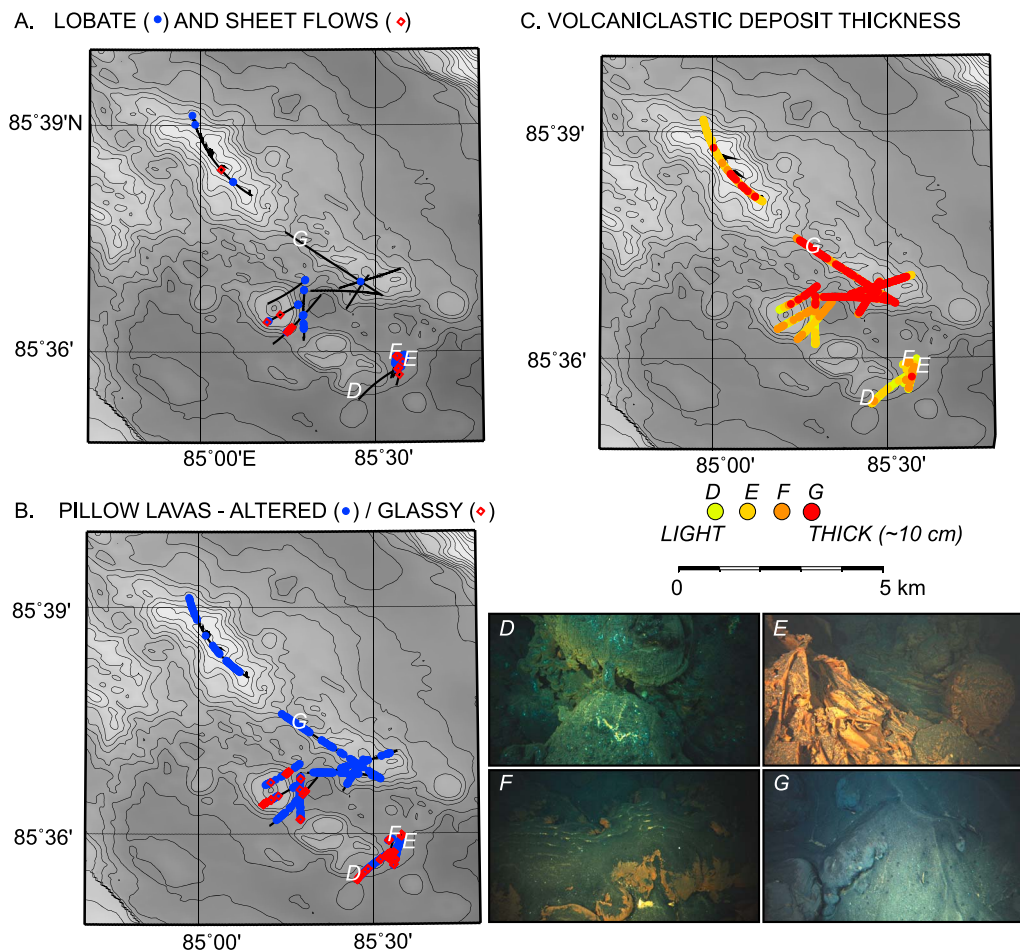 A. LOBATE (●) AND SHEET FLOWS (◇)
85˚39'N
85˚36'
85˚00'E
85˚30'
G
F
E
D
B. PILLOW LAVAS - ALTERED (●) / GLASSY (◇)
85˚39'
85˚36'
85˚00'
85˚30'
G
F
E
D
C. VOLCANICLASTIC DEPOSIT THICKNESS
85˚39'
85˚36'
85˚00'
85˚30'
G
F
E
D
D E F G
LIGHT THICK (~10 cm)
0 5 km
D
E
F
G